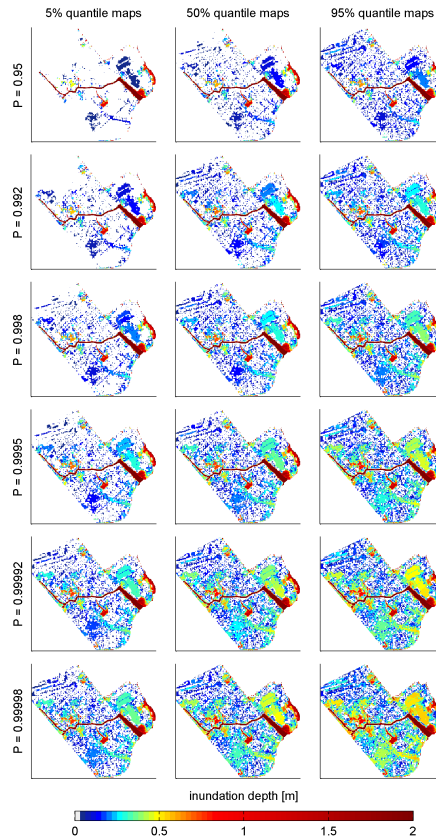 5% quantile maps 50% quantile maps 95% quantile maps
P = 0.95
P = 0.992
P = 0.998
P = 0.9995
P = 0.99992
P = 0.99998
inundation depth [m]
0 0.5 1 1.5 2